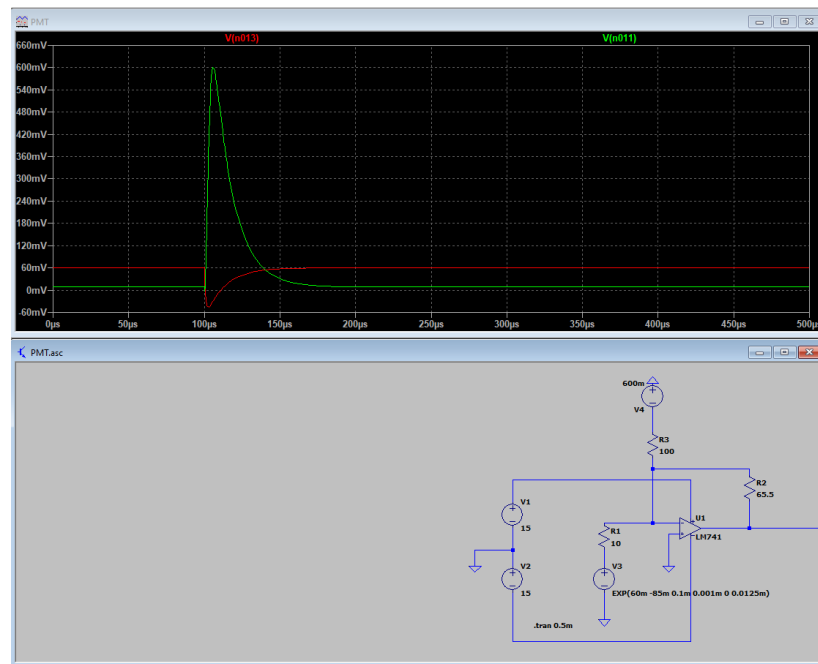 PMT
V(n013) V(n011)
660mV
600mV
540mV
480mV
420mV
360mV
300mV
240mV
180mV
120mV
60mV
0mV
-60mV
0µs 50µs 100µs 150µs 200µs 250µs 300µs 350µs 400µs 450µs 500µs
PMT.asc
600m
V4
R3
100
R2
65.5
V1
15
U1
LM741
R1
10
V2
15
V3
EXP(60m -85m 0.1m 0.001m 0 0.0125m)
.tran 0.5m